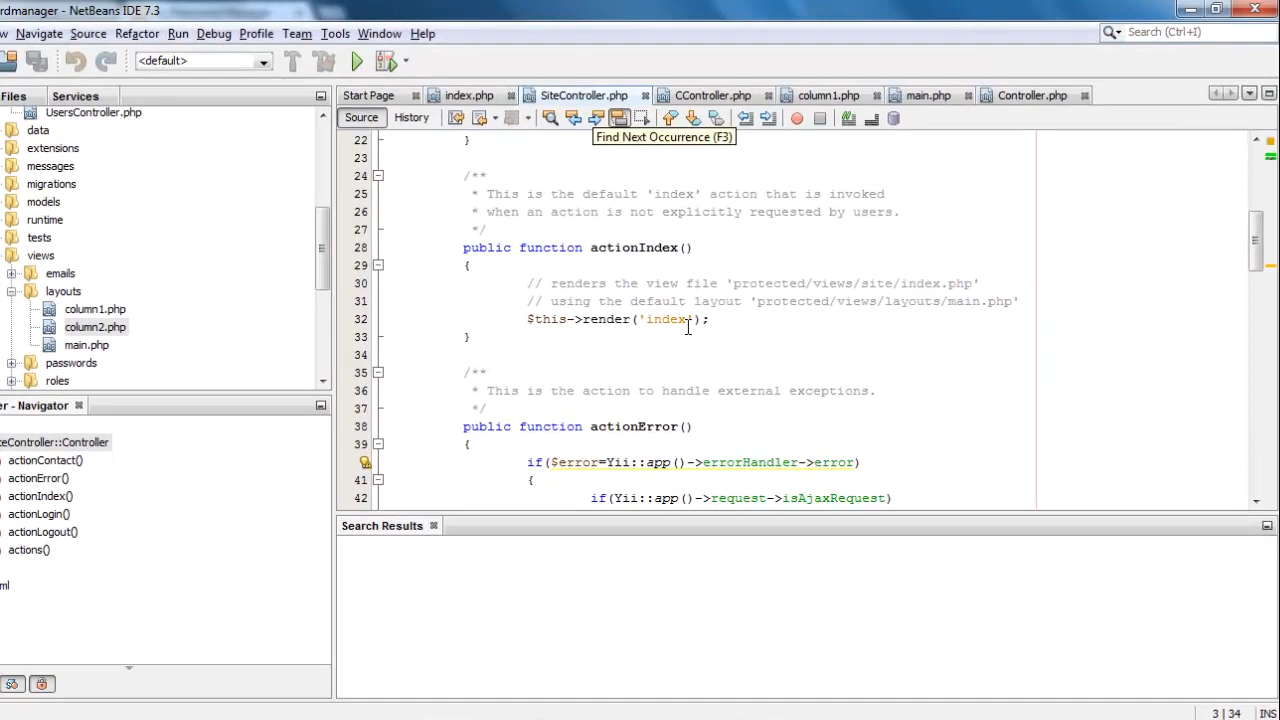 rdmanager - NetBeans IDE 7.3
w Navigate Source Refactor Run Debug Profile Team Tools Window Help
Search (Ctrl+I)
<default>
Files Services
Start Page index.php SiteController.php CController.php column1.php main.php Controller.php
UsersController.php
data
extensions
messages
migrations
models
runtime
tests
views
emails
layouts
column1.php
column2.php
main.php
passwords
roles
Source History
Find Next Occurrence (F3)
22 }
23
24 /**
25 * This is the default 'index' action that is invoked
26 * when an action is not explicitly requested by users.
27 */
28 public function actionIndex()
29 {
30 // renders the view file 'protected/views/site/index.php'
31 // using the default layout 'protected/views/layouts/main.php'
32 $this->render('index');
33 }
34
35 /**
36 * This is the action to handle external exceptions.
37 */
38 public function actionError()
39 {
if($error=Yii::app()->errorHandler->error)
41 {
42 if(Yii::app()->request->isAjaxRequest)
er - Navigator
teController::Controller
actionContact()
actionError()
actionIndex()
actionLogin()
actionLogout()
actions()
ml
Search Results
3 | 34 INS